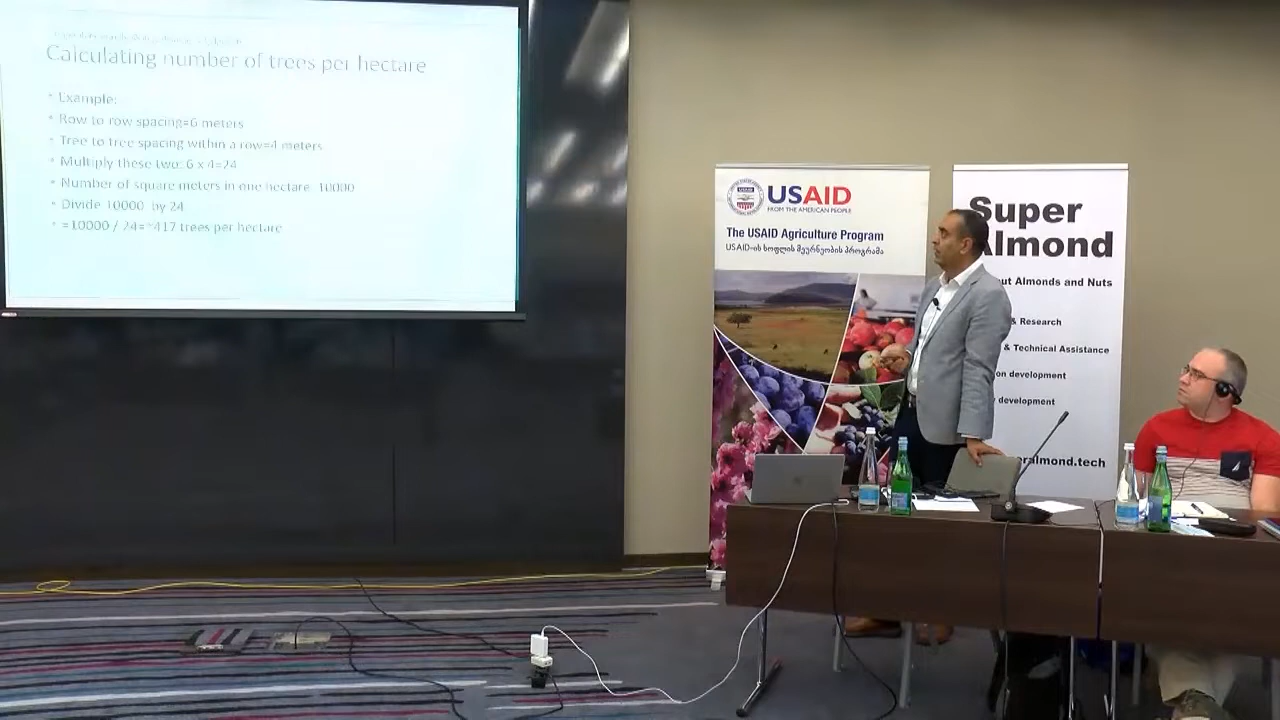 Calculating number of trees per hectare
Example:
Row to row spacing=6 meters
Tree to tree spacing within a row=4 meters
Multiply these two: 6 x 4=24
Number of square meters in one hectare 10000
Divide 10000 by 24
=10000 / 24=~417 trees per hectare
USAID
FROM THE AMERICAN PEOPLE
The USAID Agriculture Program
USAID-ის სოფლის მეურნეობის პროგრამა
Super
Almond
ut Almonds and Nuts
& Research
& Technical Assistance
on development
development
eralmond.tech